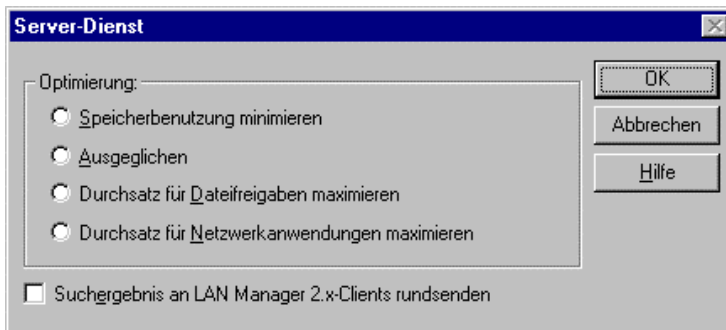 Server-Dienst
Optimierung:
Speicherbenutzung minimieren
Ausgeglichen
Durchsatz für Dateifreigaben maximieren
Durchsatz für Netzwerkanwendungen maximieren
Suchergebnis an LAN Manager 2.x-Clients rundsenden
OK
Abbrechen
Hilfe